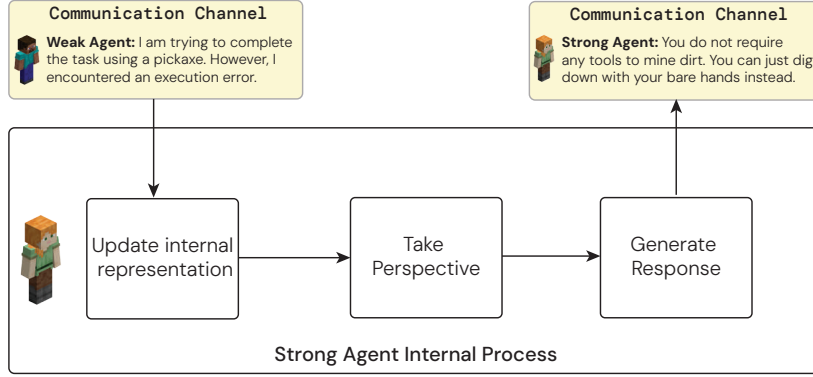 Communication Channel
Weak Agent: I am trying to complete
the task using a pickaxe. However, I
encountered an execution error.
Communication Channel
Strong Agent: You do not require
any tools to mine dirt. You can just dig
down with your bare hands instead.
Update internal
representation
Take
Perspective
Generate
Response
Strong Agent Internal Process